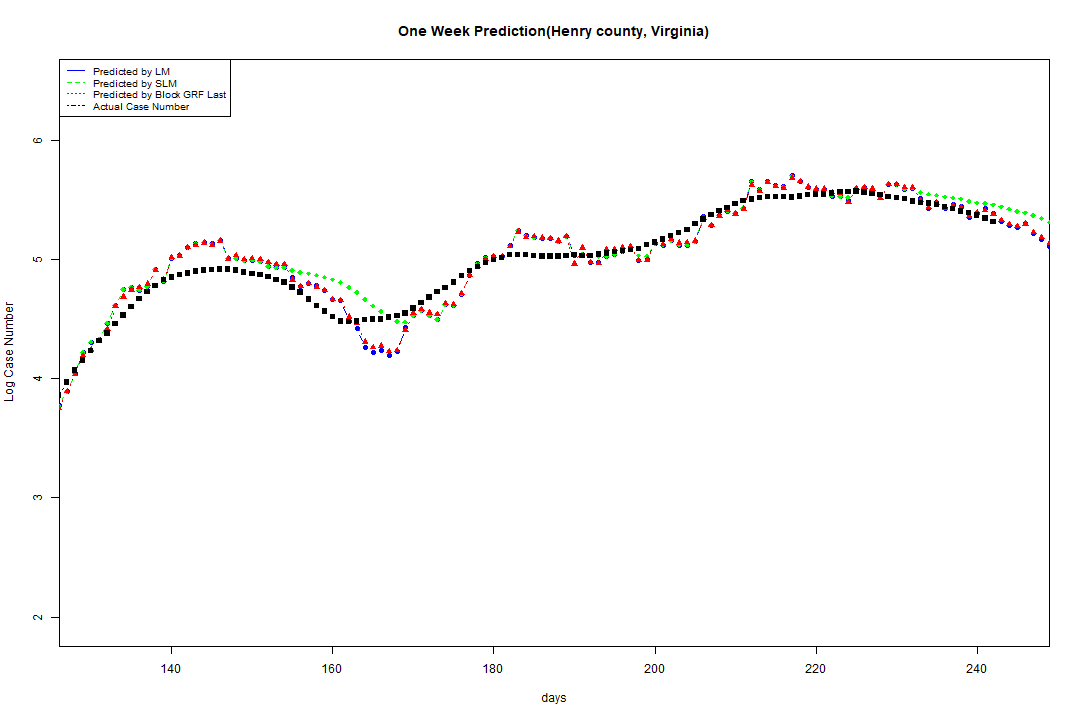 One Week Prediction(Henry county, Virginia)
Predicted by LM
Predicted by SLM
Predicted by Block GRF Last
Actual Case Number
6
5
4
3
2
Log Case Number
140 160 180 200 220 240
days